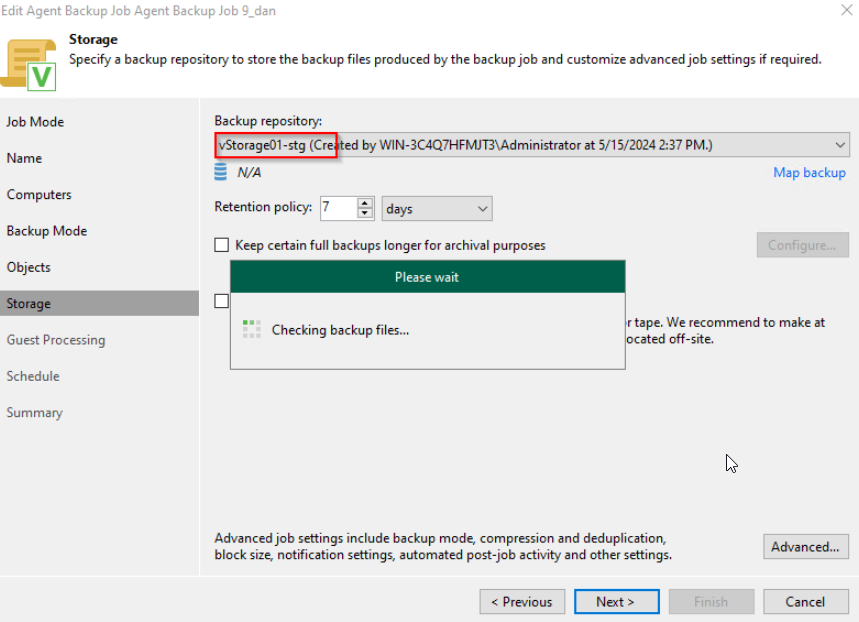 Edit Agent Backup Job Agent Backup Job 9_dan
Storage
Specify a backup repository to store the backup files produced by the backup job and customize advanced job settings if required.
V
Job Mode
Name
Computers
Backup Mode
Objects
Storage
Guest Processing
Schedule
Summary
Backup repository:
vStorage01-stg (Created by WIN-3C4Q7HFMJT3\Administrator at 5/15/2024 2:37 PM.)
N/A
Map backup
Retention policy: 7 days
Keep certain full backups longer for archival purposes
Configure...
Please wait
Checking backup files...
r tape. We recommend to make at
ocated off-site.
Advanced job settings include backup mode, compression and deduplication,
block size, notification settings, automated post-job activity and other settings.
Advanced...
< Previous
Next >
Finish
Cancel